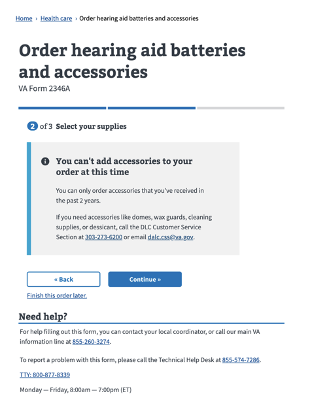 Home › Health care › Order hearing aid batteries and accessories
Order hearing aid batteries
and accessories
VA Form 2346A
2 of 3 Select your supplies
You can't add accessories to your
order at this time
You can only order accessories that you've received in
the past 2 years.
If you need accessories like domes, wax guards, cleaning
supplies, or dessicant, call the DLC Customer Service
Section at 303-273-6200 or email dalc.css@va.gov.
« Back
Continue »
Finish this order later.
Need help?
For help filling out this form, you can contact your local coordinator, or call our main VA
information line at 855-260-3274.
To report a problem with this form, please call the Technical Help Desk at 855-574-7286.
TTY: 800-877-8339
Monday — Friday, 8:00am — 7:00pm (ET)